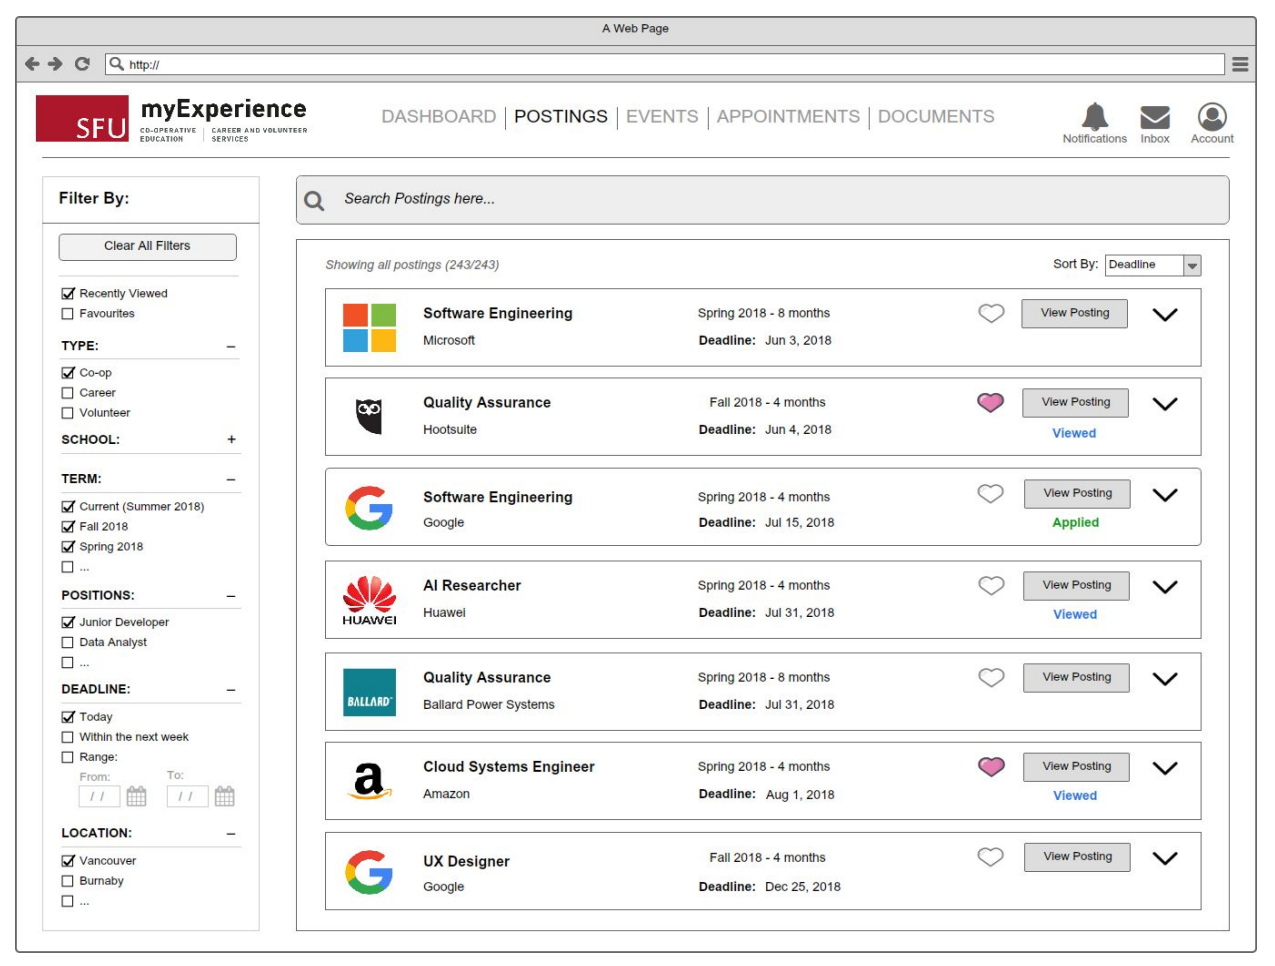 A Web Page
http://
SFU
myExperience
CO-OPERATIVE EDUCATION | CAREER AND VOLUNTEER SERVICES
DASHBOARD | POSTINGS | EVENTS | APPOINTMENTS | DOCUMENTS
Notifications Inbox Account
Filter By:
Clear All Filters
Recently Viewed
Favourites
TYPE: –
Co-op
Career
Volunteer
SCHOOL: +
TERM: –
Current (Summer 2018)
Fall 2018
Spring 2018
...
POSITIONS: –
Junior Developer
Data Analyst
...
DEADLINE: –
Today
Within the next week
Range:
From: To:
/ / / /
LOCATION: –
Vancouver
Burnaby
...
Search Postings here...
Showing all postings (243/243)
Sort By: Deadline
Software Engineering Spring 2018 - 8 months View Posting
Microsoft Deadline: Jun 3, 2018
Quality Assurance Fall 2018 - 4 months View Posting
Hootsuite Deadline: Jun 4, 2018 Viewed
Software Engineering Spring 2018 - 4 months View Posting
Google Deadline: Jul 15, 2018 Applied
AI Researcher Spring 2018 - 4 months View Posting
HUAWEI Huawei Deadline: Jul 31, 2018 Viewed
Quality Assurance Spring 2018 - 8 months View Posting
BALLARD Ballard Power Systems Deadline: Jul 31, 2018
Cloud Systems Engineer Spring 2018 - 4 months View Posting
a Amazon Deadline: Aug 1, 2018 Viewed
UX Designer Fall 2018 - 4 months View Posting
Google Deadline: Dec 25, 2018